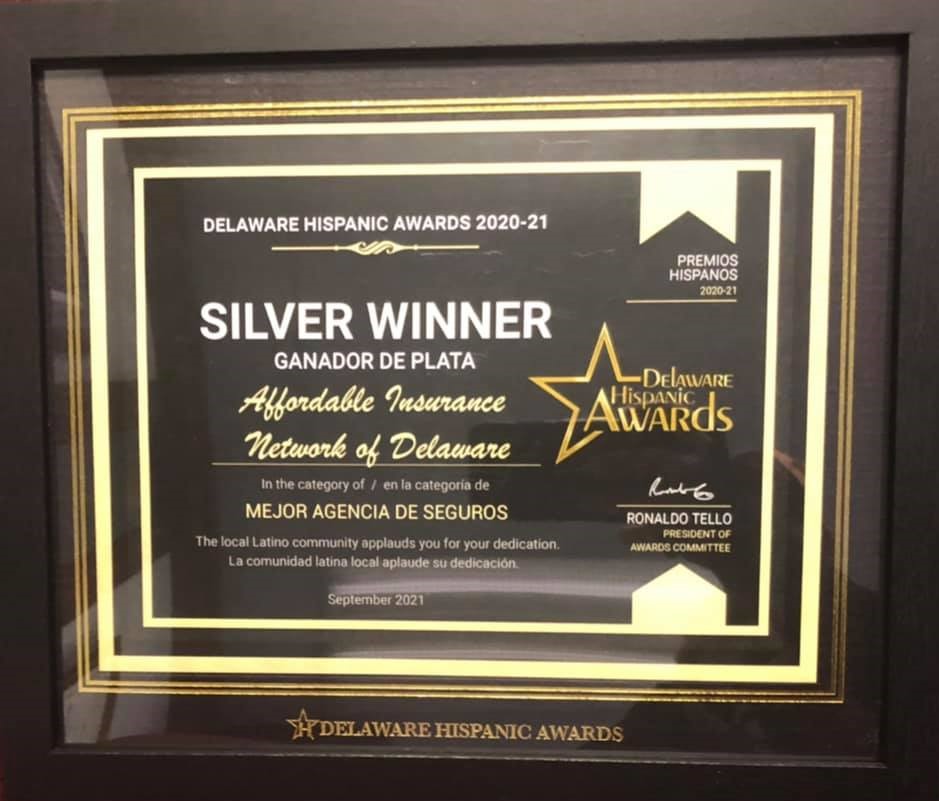 DELAWARE HISPANIC AWARDS 2020-21
PREMIOS
HISPANOS
2020-21
SILVER WINNER
GANADOR DE PLATA
Affordable Insurance
Network of Delaware
In the category of / en la categoría de
MEJOR AGENCIA DE SEGUROS
The local Latino community applauds you for your dedication.
La comunidad latina local aplaude su dedicación.
September 2021
DELAWARE
HISPANIC
AWARDS
RONALDO TELLO
PRESIDENT OF
AWARDS COMMITTEE
H DELAWARE HISPANIC AWARDS